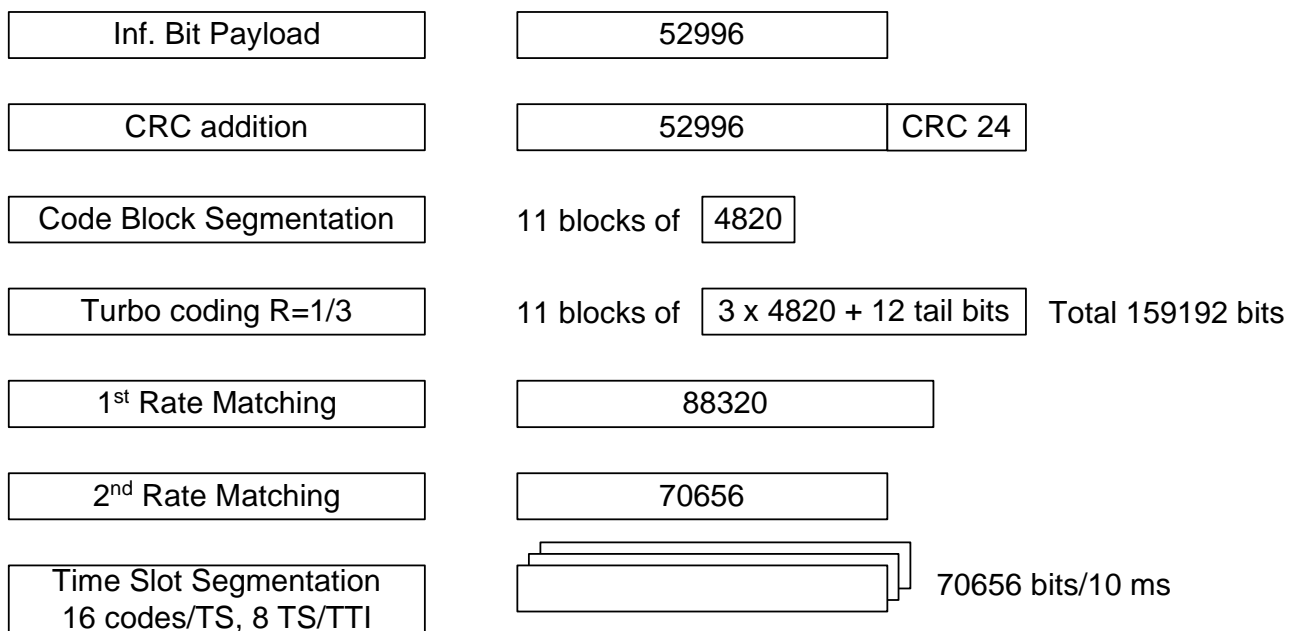 Inf. Bit Payload 52996
CRC addition 52996 CRC 24
Code Block Segmentation 11 blocks of 4820
Turbo coding R=1/3 11 blocks of 3 x 4820 + 12 tail bits Total 159192 bits
1st Rate Matching 88320
2nd Rate Matching 70656
Time Slot Segmentation
16 codes/TS, 8 TS/TTI
70656 bits/10 ms